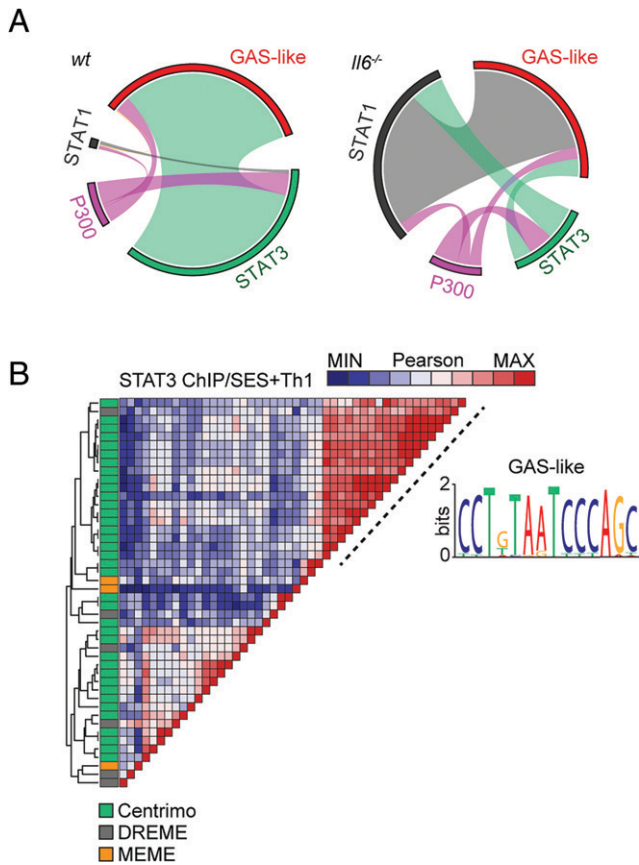 A
wt
GAS-like
STAT1
P300
STAT3
Il6-/-
GAS-like
STAT1
P300
STAT3
B
STAT3 ChIP/SES+Th1
MIN Pearson MAX
GAS-like
2
bits
0
CCTGTAATCCCAGC
Centrimo
DREME
MEME